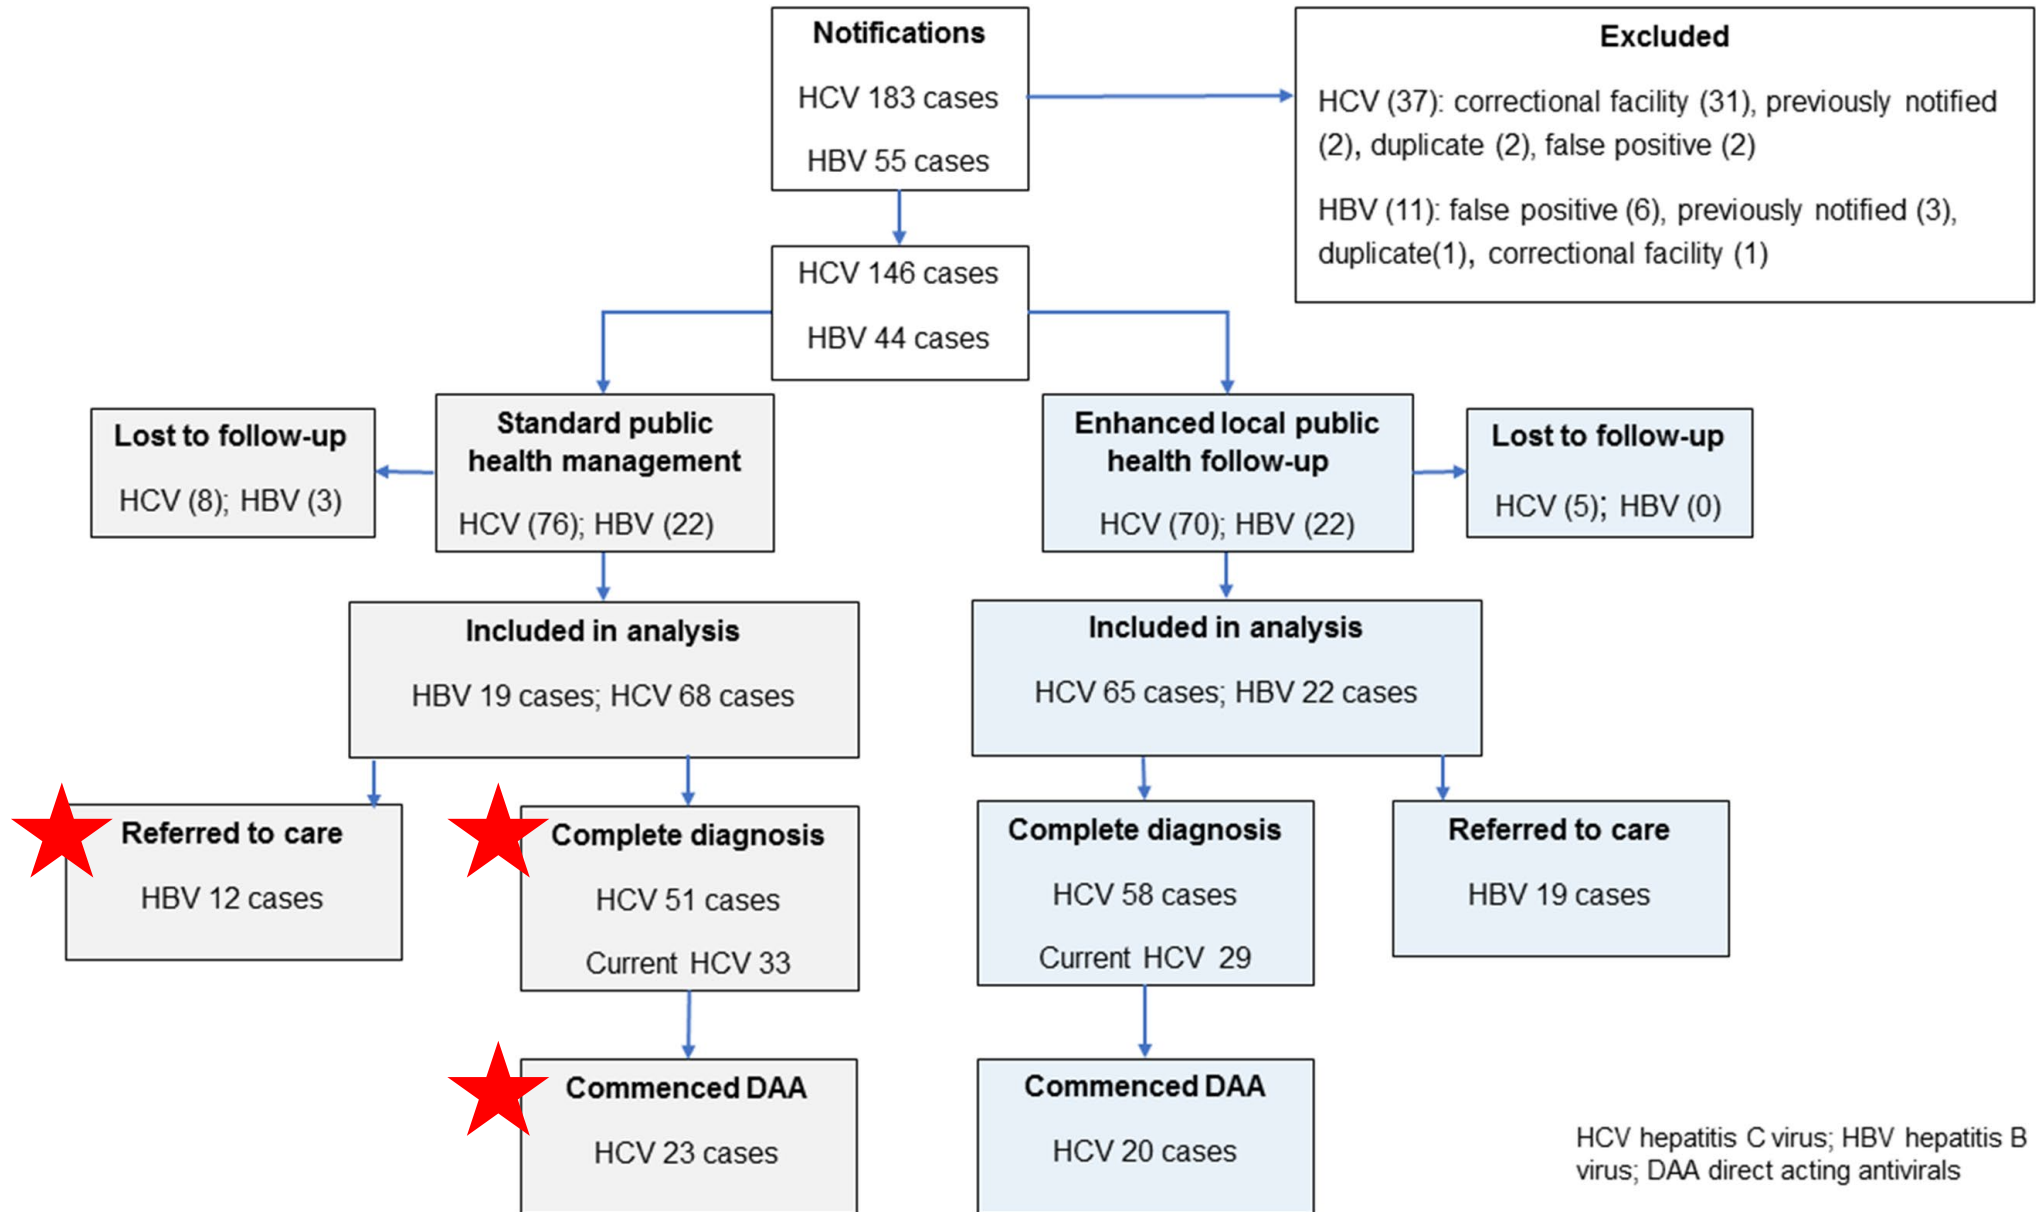 Notifications
HCV 183 cases
HBV 55 cases
Excluded
HCV (37): correctional facility (31), previously notified
(2), duplicate (2), false positive (2)
HBV (11): false positive (6), previously notified (3),
duplicate(1), correctional facility (1)
HCV 146 cases
HBV 44 cases
Lost to follow-up
HCV (8); HBV (3)
Standard public
health management
HCV (76); HBV (22)
Enhanced local public
health follow-up
HCV (70); HBV (22)
Lost to follow-up
HCV (5); HBV (0)
Included in analysis
HBV 19 cases; HCV 68 cases
Included in analysis
HCV 65 cases; HBV 22 cases
Referred to care
HBV 12 cases
Complete diagnosis
HCV 51 cases
Current HCV 33
Complete diagnosis
HCV 58 cases
Current HCV 29
Referred to care
HBV 19 cases
Commenced DAA
HCV 23 cases
Commenced DAA
HCV 20 cases
HCV hepatitis C virus; HBV hepatitis B
virus; DAA direct acting antivirals